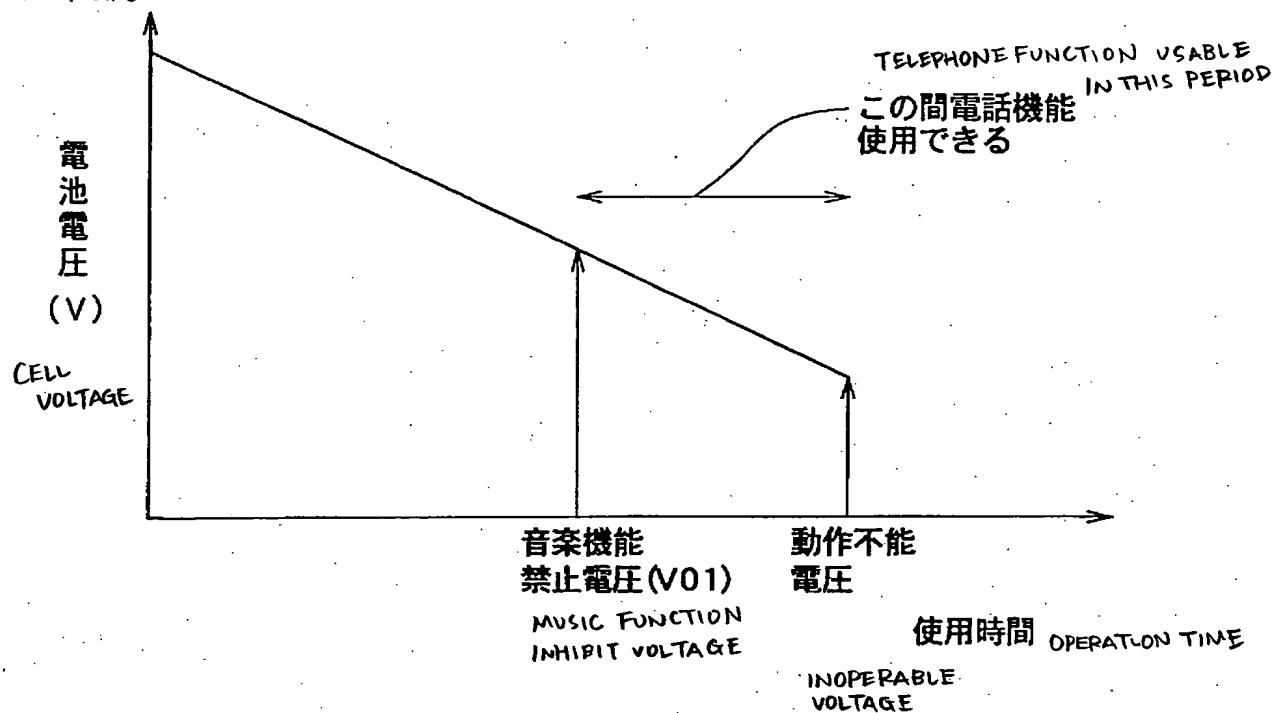 TELEPHONE FUNCTION USABLE
IN THIS PERIOD
この間電話機能
使用できる
電池電圧
(V)
CELL
VOLTAGE
音楽機能
禁止電圧(V01)
MUSIC FUNCTION
INHIBIT VOLTAGE
動作不能
電圧
使用時間 OPERATION TIME
INOPERABLE
VOLTAGE